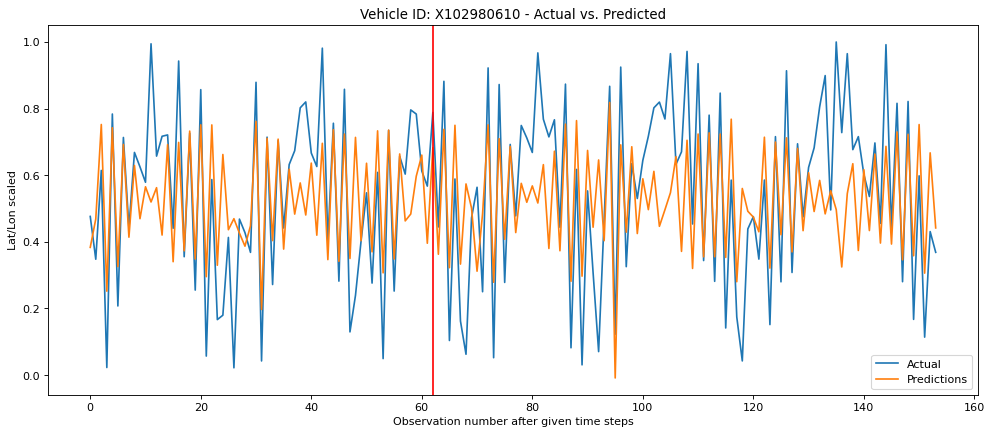 Vehicle ID: X102980610 - Actual vs. Predicted
Lat/Lon scaled
1.0
0.8
0.6
0.4
0.2
0.0
0 20 40 60 80 100 120 140 160
Observation number after given time steps
Actual
Predictions